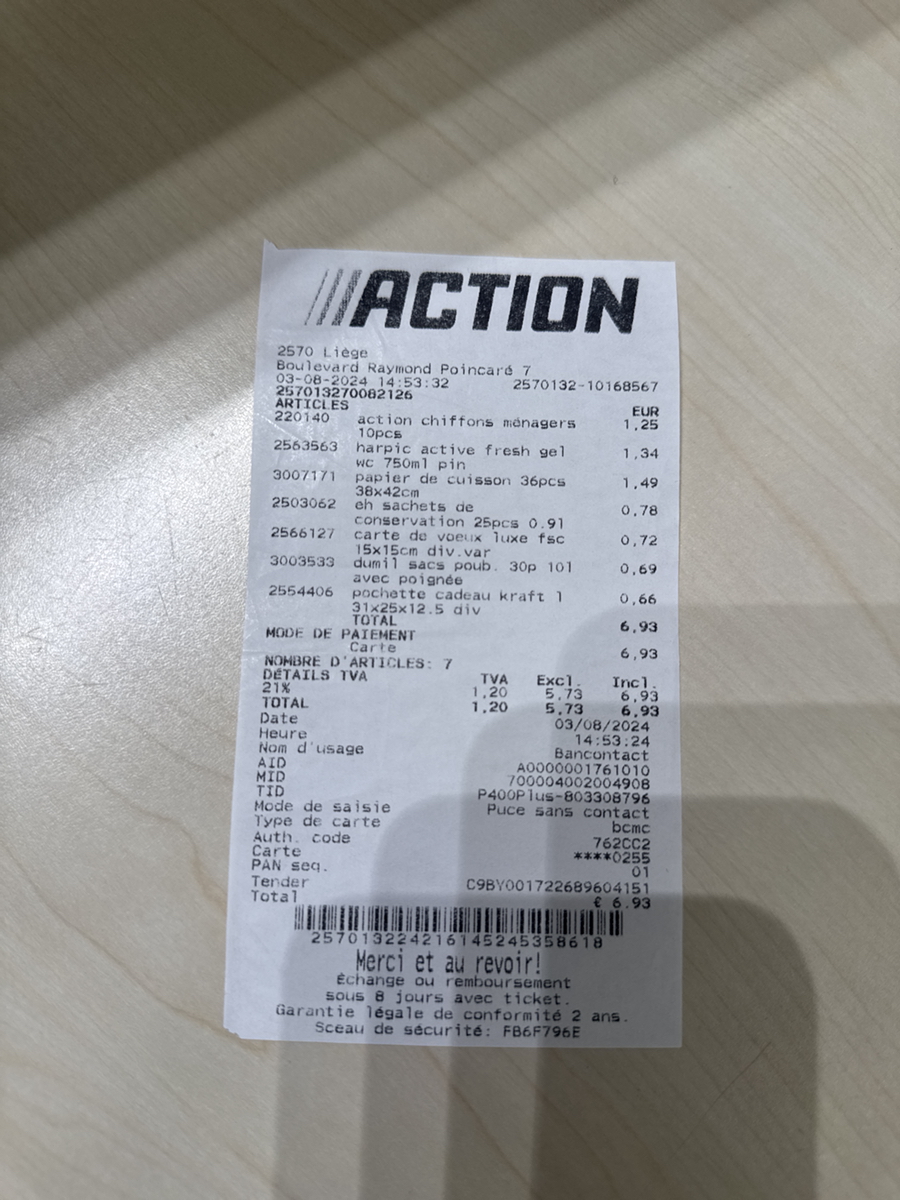 ACTION
2570 Liège
Boulevard Raymond Poincaré 7
03-08-2024 14:53:32 2570132-10168567
257013270082126
ARTICLES EUR
220140 action chiffons ménagers 1,25
10pcs
2563563 harpic active fresh gel 1,34
wc 750ml pin
3007171 papier de cuisson 36pcs 1,49
38x42cm
2503062 eh sachets de 0,78
conservation 25pcs 0.91
2566127 carte de voeux luxe fsc 0,72
15x15cm div.var
3003533 dumil sacs poub. 30p 10l 0,69
avec poignée
2554406 pochette cadeau kraft l 0,66
31x25x12.5 div
TOTAL 6,93
MODE DE PAIEMENT
Carte 6,93
NOMBRE D'ARTICLES: 7
DÉTAILS TVA TVA Excl. Incl.
21% 1,20 5,73 6,93
TOTAL 1,20 5,73 6,93
Date 03/08/2024
Heure 14:53:24
Nom d'usage Bancontact
AID A0000001761010
MID 700004002004908
TID P400Plus-803308796
Mode de saisie Puce sans contact
Type de carte bcmc
Auth. code 762CC2
Carte ****0255
PAN seq. 01
Tender C9BY001722689604151
Total € 6.93
257013224216145245358618
Merci et au revoir!
Échange ou remboursement
sous 8 jours avec ticket.
Garantie légale de conformité 2 ans.
Sceau de sécurité: FB6F796E